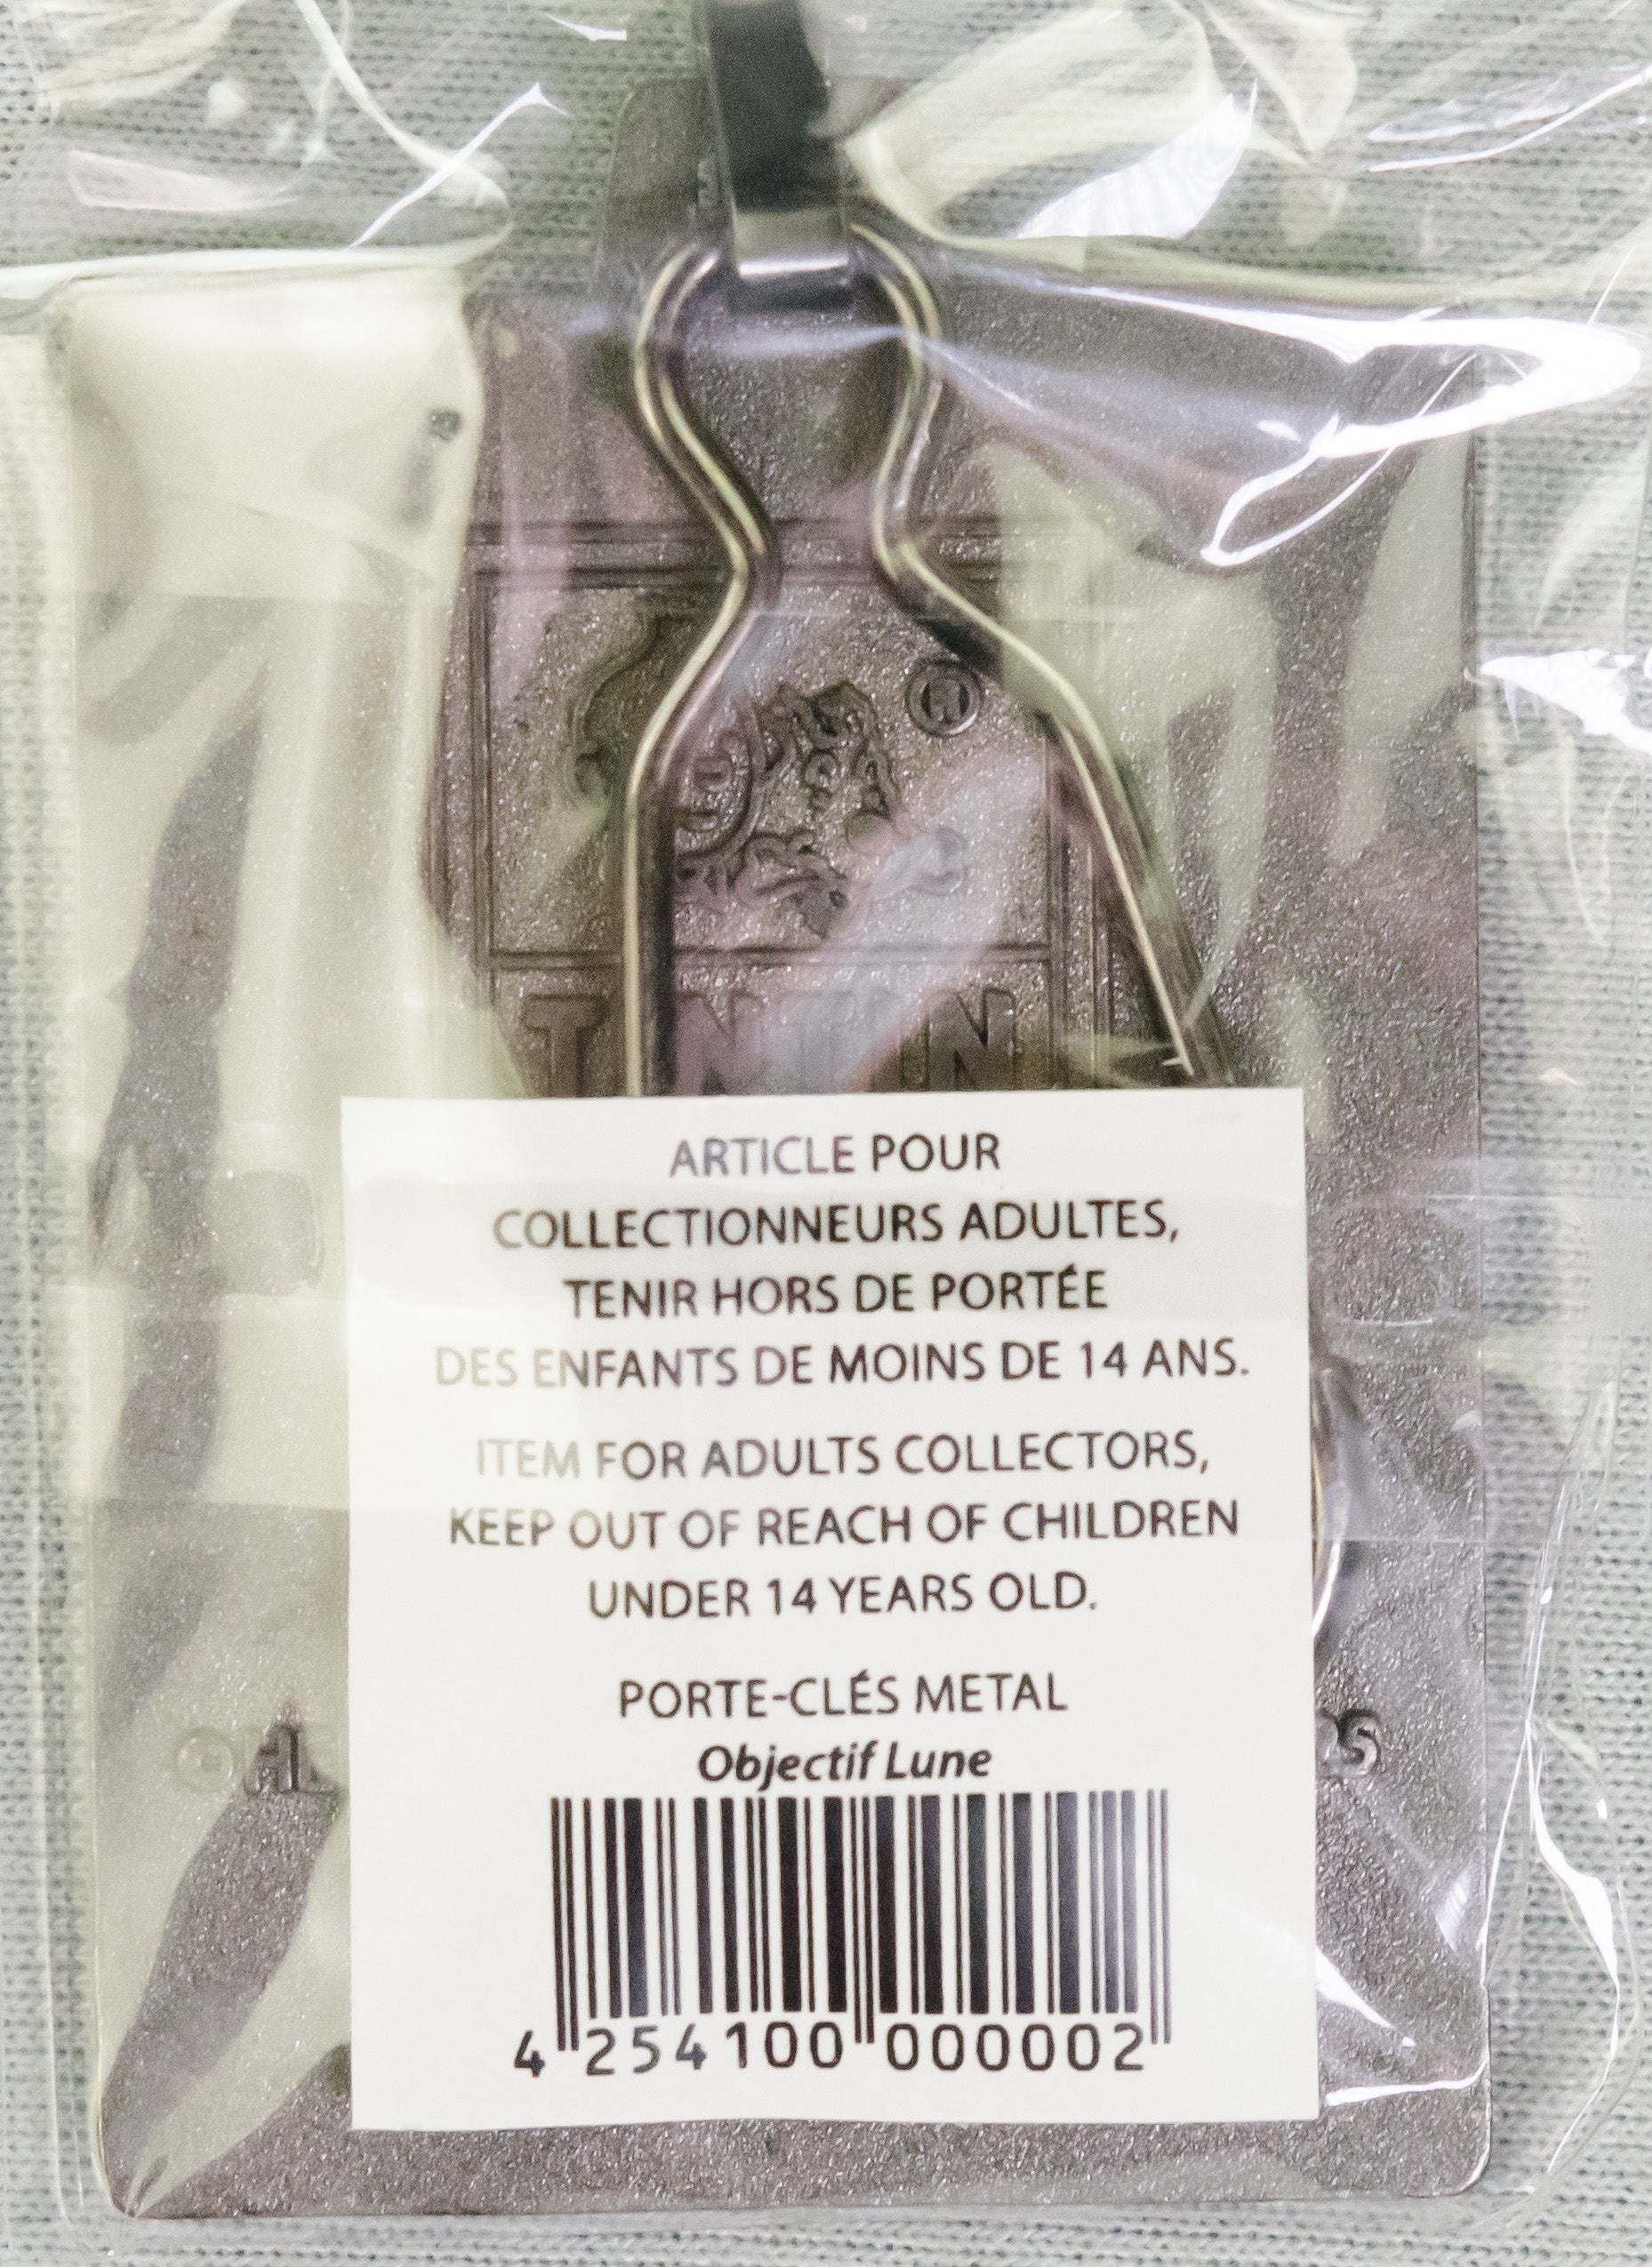 ®
TINTIN
ARTICLE POUR
COLLECTIONNEURS ADULTES,
TENIR HORS DE PORTÉE
DES ENFANTS DE MOINS DE 14 ANS.
ITEM FOR ADULTS COLLECTORS,
KEEP OUT OF REACH OF CHILDREN
UNDER 14 YEARS OLD.
PORTE-CLÉS METAL
Objectif Lune
4 254100 000002